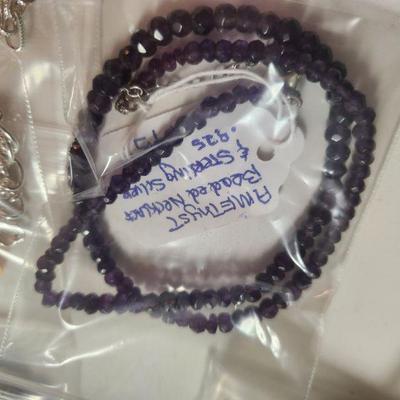 AMETHYST
Beaded Necklace
& Sterling Silver
.925